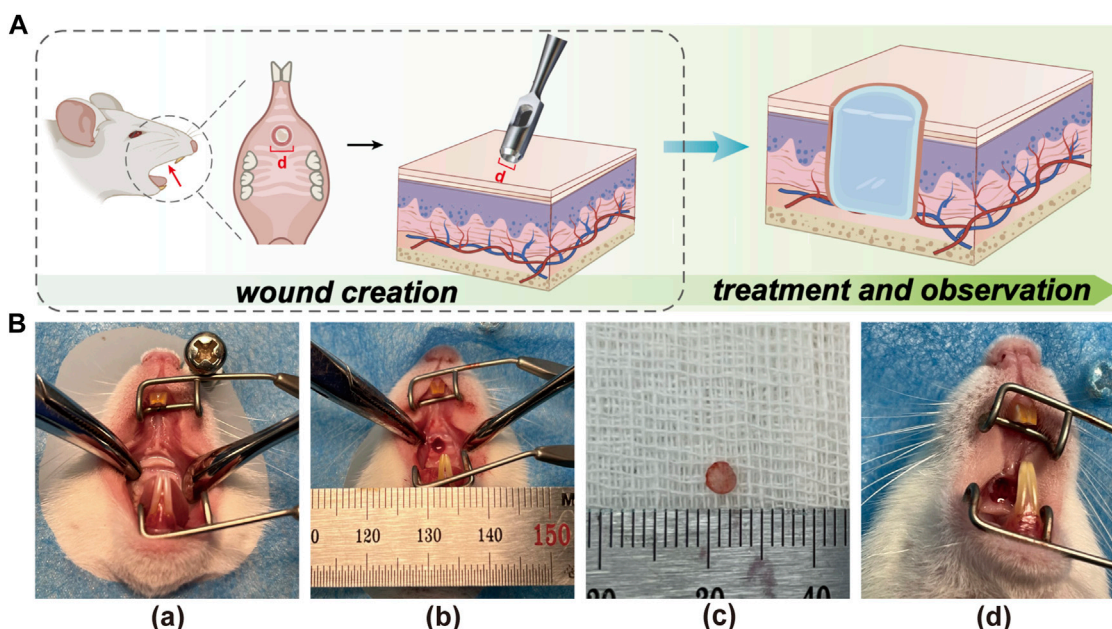 A
d
d
wound creation
treatment and observation
B
120
130
140
150
M
20
30
40
(a)
(b)
(c)
(d)